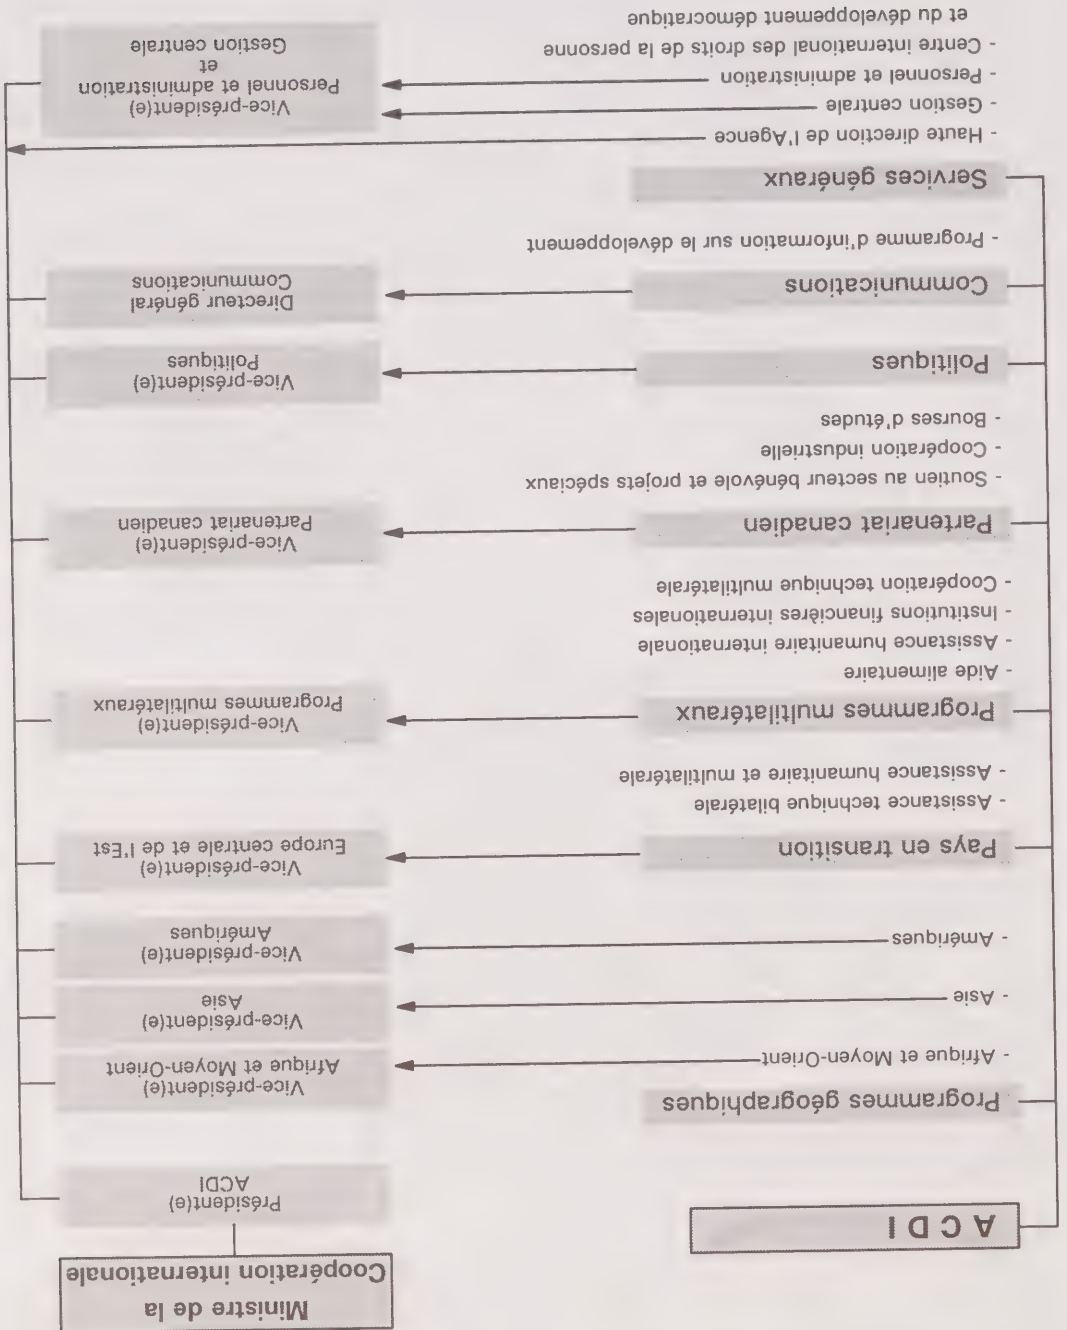 Ministre de la
Coopération internationale
A C D I
Président(e)
ACDI
Programmes géographiques
- Afrique et Moyen-Orient
Vice-président(e)
Afrique et Moyen-Orient
- Asie
Vice-président(e)
Asie
- Amériques
Vice-président(e)
Amériques
Pays en transition
Vice-président(e)
Europe centrale et de l'Est
- Assistance technique bilatérale
- Assistance humanitaire et multilatérale
Programmes multilatéraux
Vice-président(e)
Programmes multilatéraux
- Aide alimentaire
- Assistance humanitaire internationale
- Institutions financières internationales
- Coopération technique multilatérale
Partenariat canadien
Vice-président(e)
Partenariat canadien
- Soutien au secteur bénévole et projets spéciaux
- Coopération industrielle
- Bourses d'études
Politiques
Vice-président(e)
Politiques
Communications
Directeur général
Communications
- Programme d'information sur le développement
Services généraux
- Haute direction de l'Agence
- Gestion centrale
- Personnel et administration
- Centre international des droits de la personne
et du développement démocratique
Vice-président(e)
Personnel et administration
et
Gestion centrale